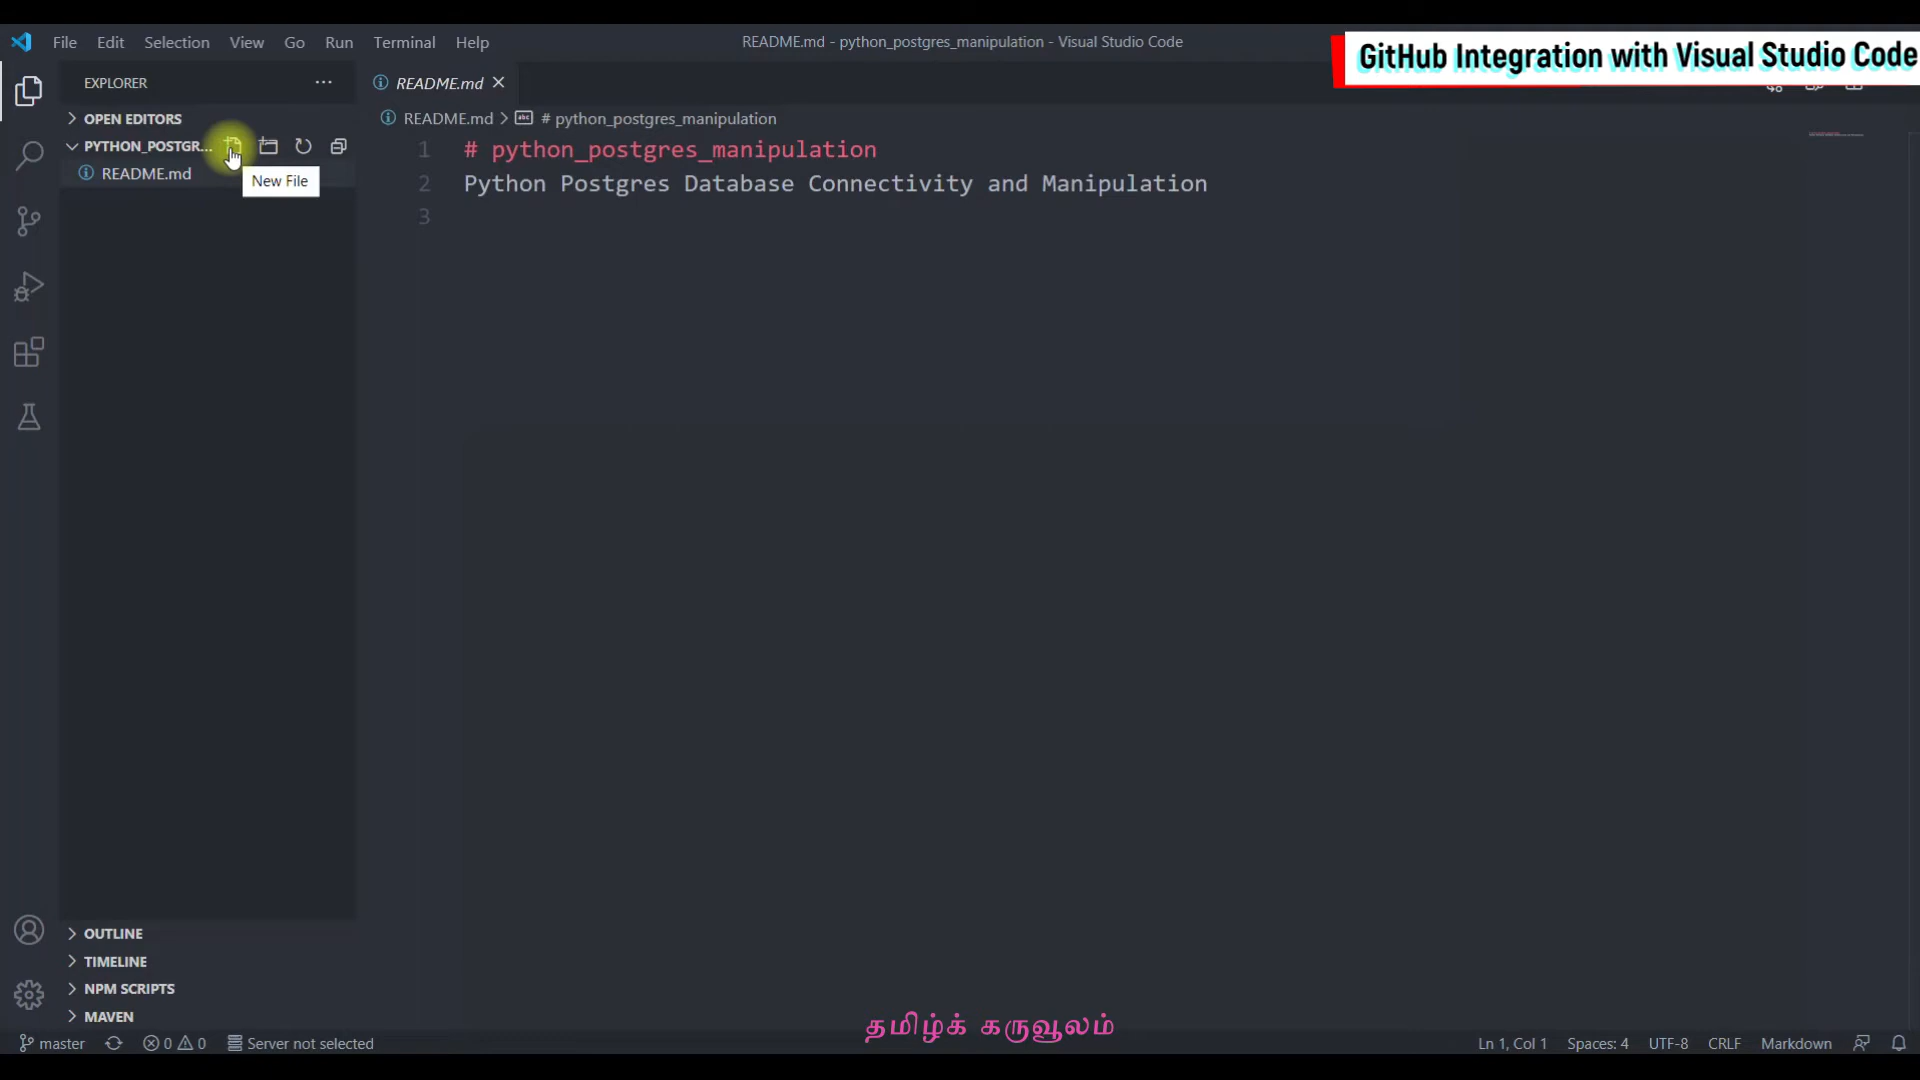 File Edit Selection View Go Run Terminal Help
README.md - python_postgres_manipulation - Visual Studio Code
GitHub Integration with Visual Studio Code
EXPLORER
README.md
OPEN EDITORS
README.md > # python_postgres_manipulation
PYTHON_POSTGR...
1 # python_postgres_manipulation
README.md
New File
2 Python Postgres Database Connectivity and Manipulation
3
OUTLINE
TIMELINE
NPM SCRIPTS
MAVEN
தமிழ்க் கருவூலம்
master 0 0 Server not selected
Ln 1, Col 1 Spaces: 4 UTF-8 CRLF Markdown